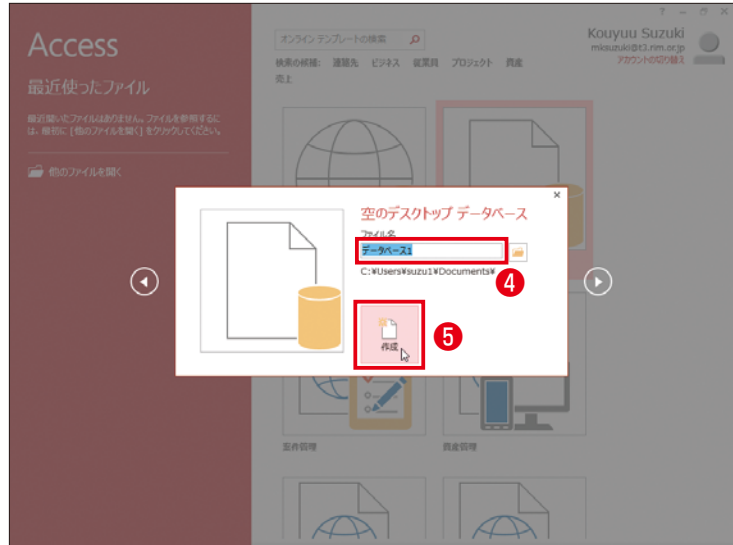 Access
最近使ったファイル
最近開いたファイルはありません。ファイルを参照するに
は、最初に [他のファイルを開く] をクリックしてください。
他のファイルを開く
? – ❐ ×
オンライン テンプレートの検索
検索の候補: 連絡先 ビジネス 従業員 プロジェクト 資産
売上
Kouyuu Suzuki
mksuzuki@t3.rim.or.jp
アカウントの切り替え
×
空のデスクトップ データベース
ファイル名
データベース1
C:¥Users¥suzu1¥Documents¥
4
作成
5
案件管理
資産管理